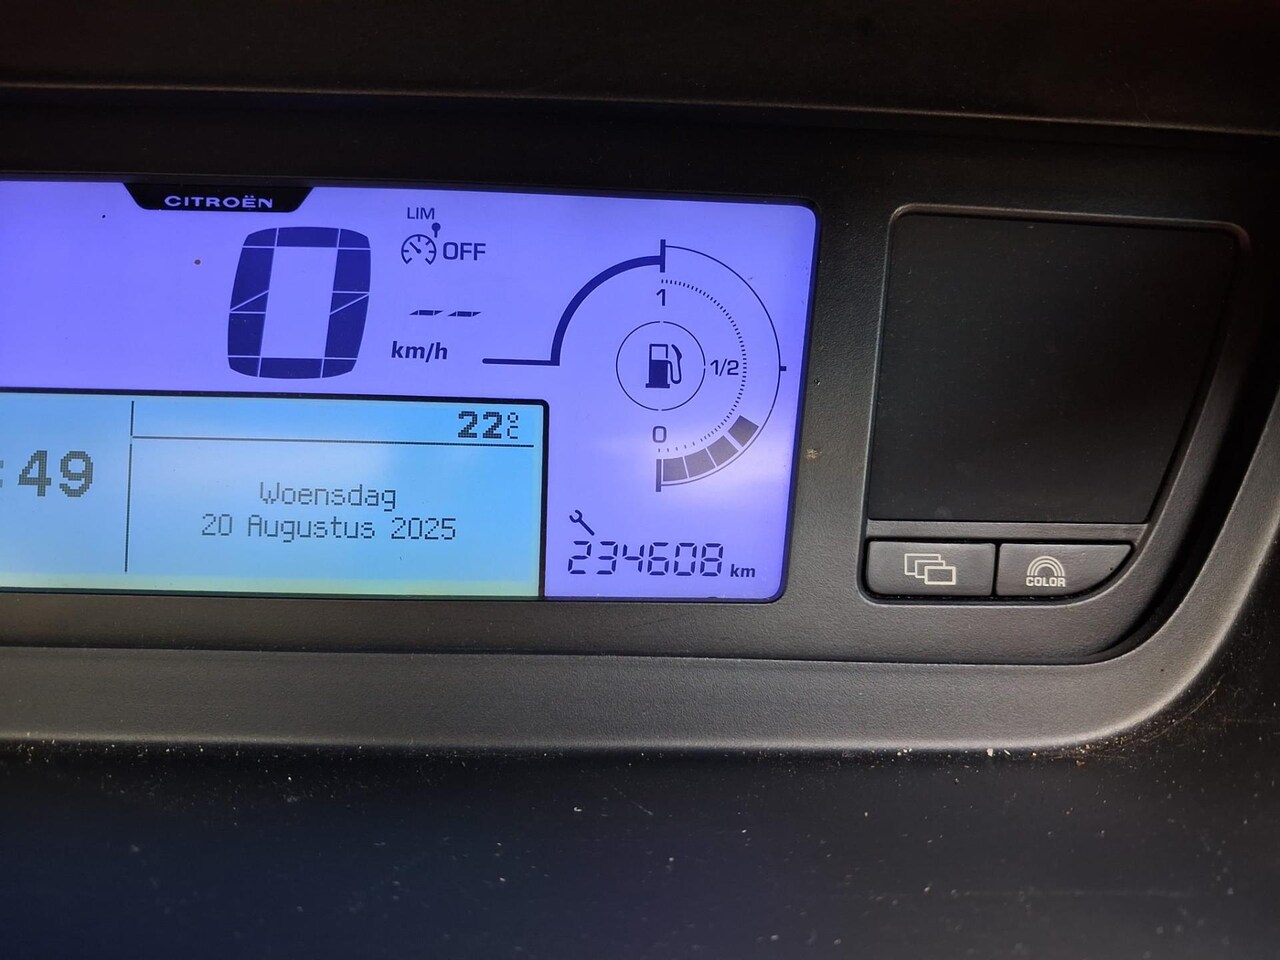 CITROËN
LIM
OFF
0
-- --
km/h
1
1/2
0
22°C
:49
Woensdag
20 Augustus 2025
234608 km
COLOR